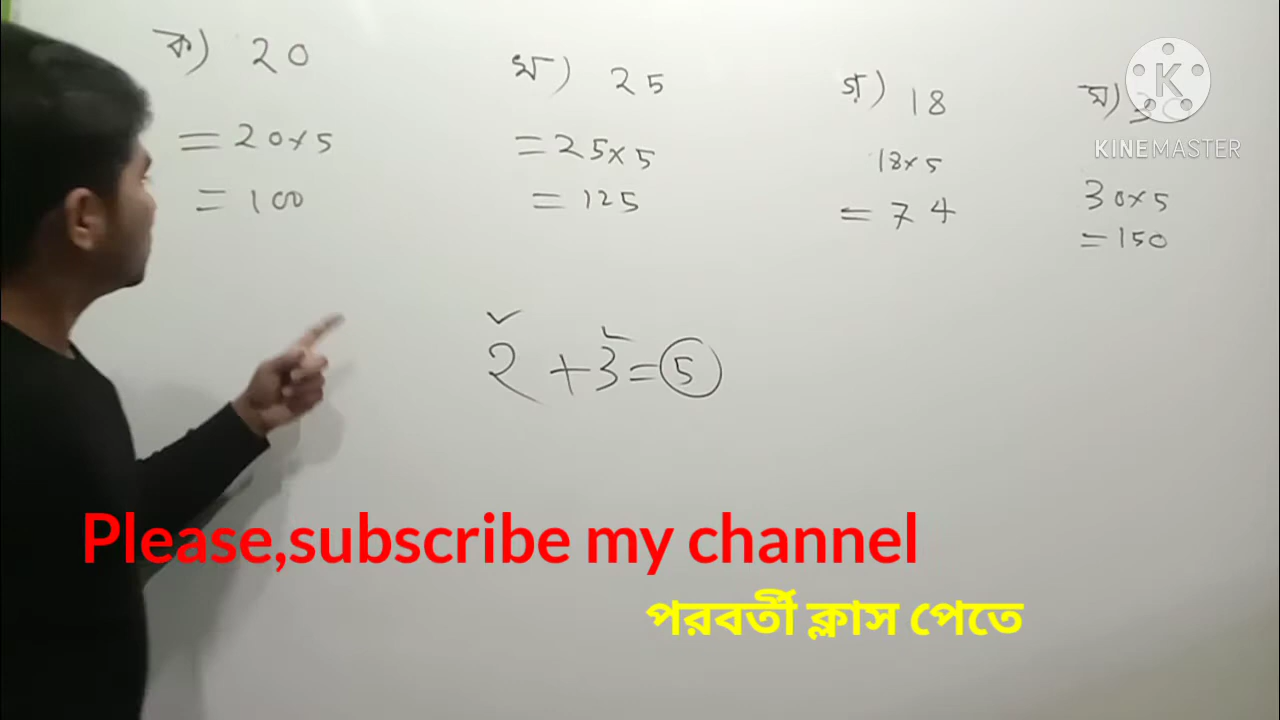 ক) 20
= 20×5
= 100
খ) 25
= 25×5
= 125
গ) 18
18×5
= 74
ঘ) 30
30×5
= 150
K
KINEMASTER
2 + 3 = 5
Please,subscribe my channel
পরবর্তী ক্লাস পেতে